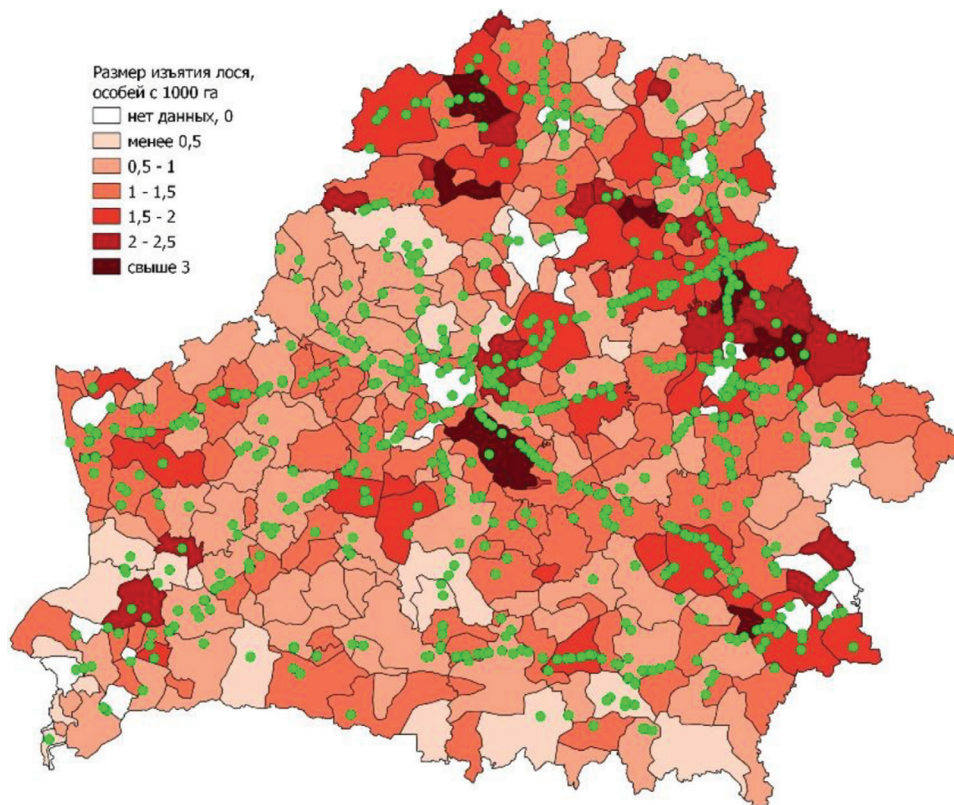 Размер изъятия лося,
особей с 1000 га
нет данных, 0
менее 0,5
0,5 - 1
1 - 1,5
1,5 - 2
2 - 2,5
свыше 3